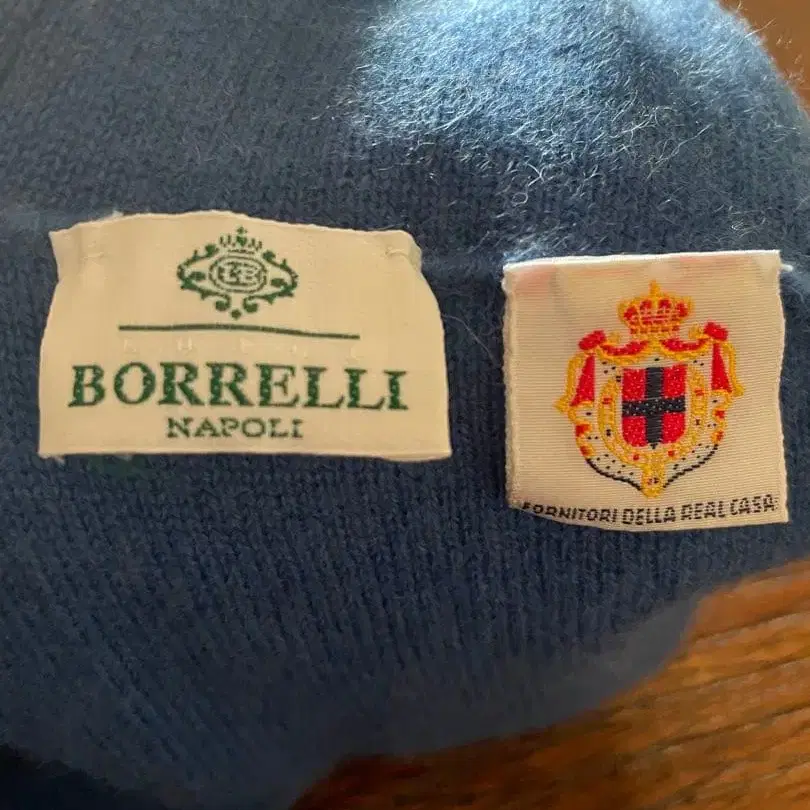 BORRELLI
NAPOLI
FORNITORI DELLA REAL CASA